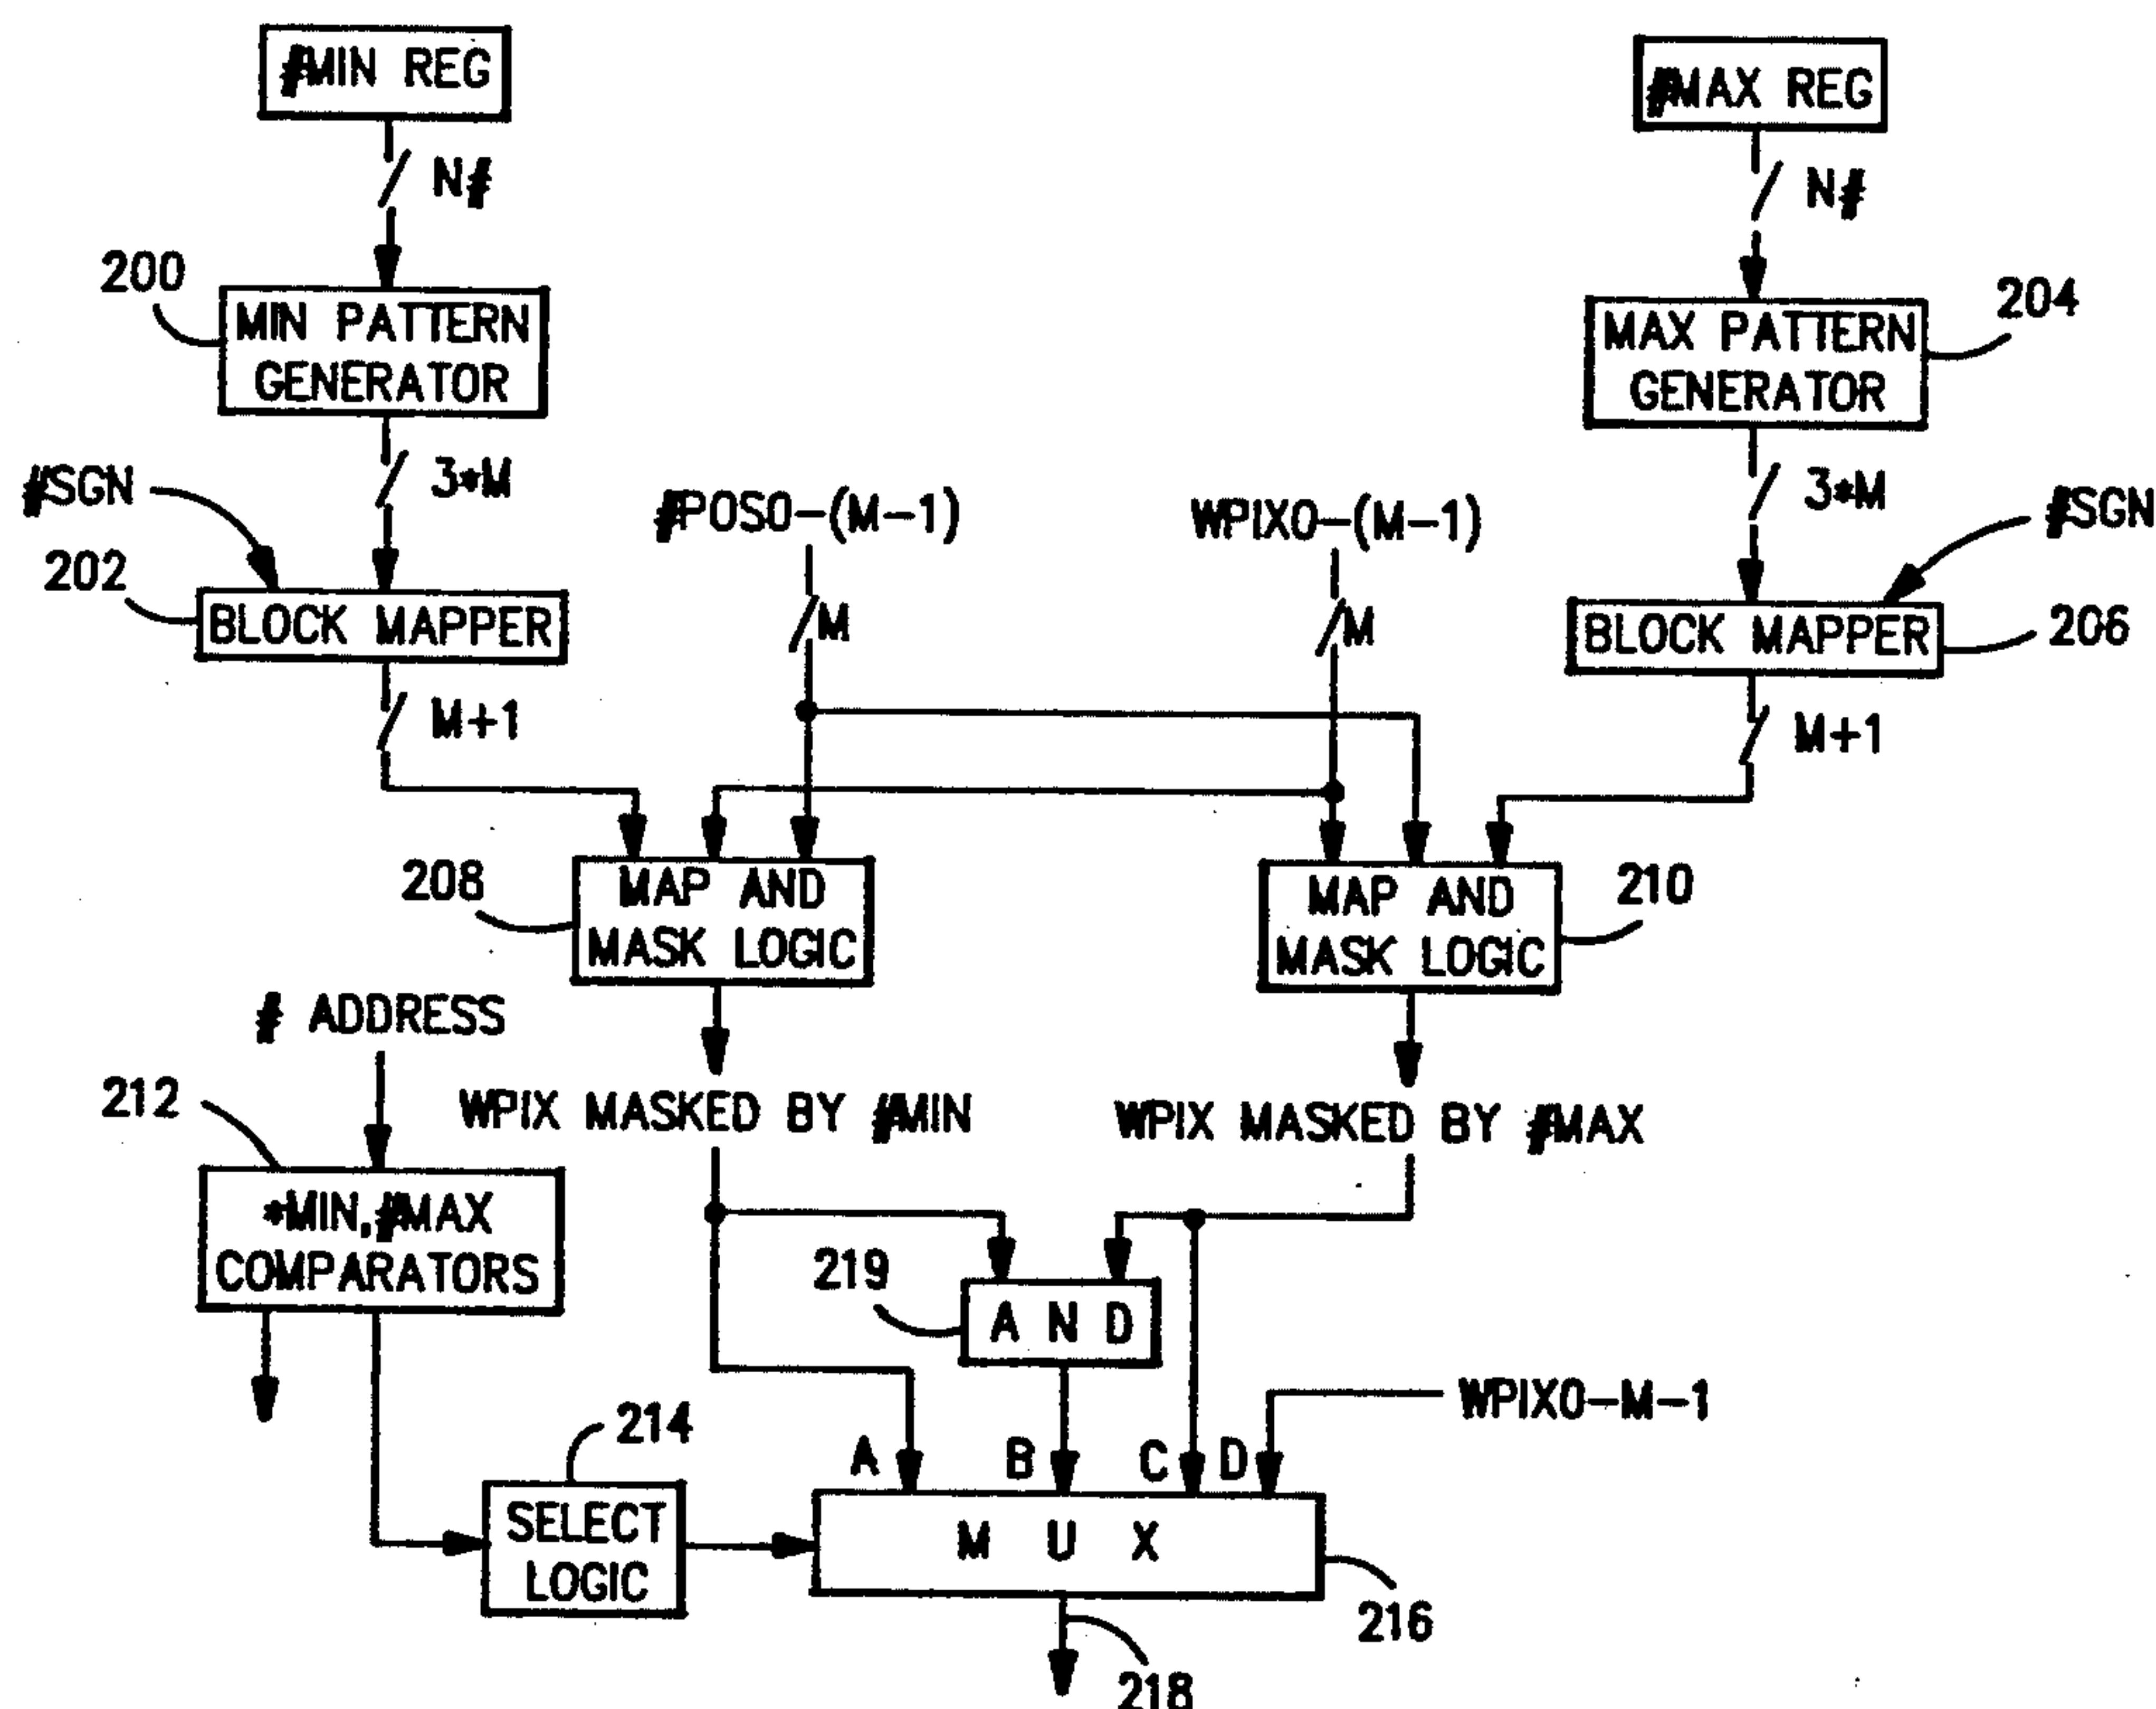 #MIN REG
#MAX REG
N#
N#
200
MIN PATTERN
GENERATOR
204
MAX PATTERN
GENERATOR
3*M
3*M
#SGN
#SGN
#POS0-(M-1)
WPIX0-(M-1)
202
BLOCK MAPPER
M
M
BLOCK MAPPER
206
M+1
M+1
208
MAP AND
MASK LOGIC
MAP AND
MASK LOGIC
210
# ADDRESS
212
WPIX MASKED BY #MIN
WPIX MASKED BY #MAX
*MIN,#MAX
COMPARATORS
219
A N D
WPIX0-M-1
214
A
B
C
D
SELECT
LOGIC
M U X
216
218